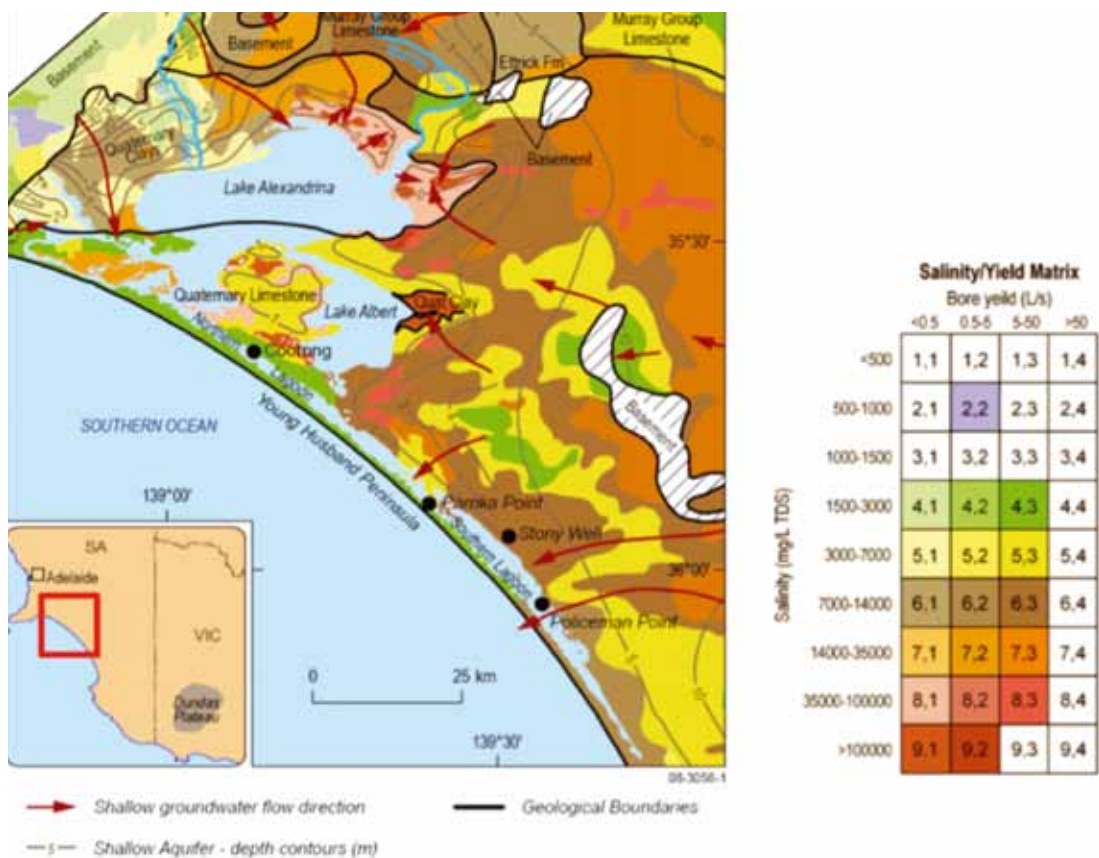 Murray Group
Limestone
Murray Group
Limestone
Basement
Basement
Ettrick Fm
Quaternary
Clays
Basement
Lake Alexandrina
35°30'
Quaternary Limestone
Lake Albert
Quat Clay
Northern
Lagoon
Cootong
Basement
SOUTHERN OCEAN
Young Husband Peninsula
139°00'
Parnka Point
Southern Lagoon
Stony Well
36°00'
Policeman Point
SA
Adelaide
VIC
Dundas
Plateau
0 25 km
139°30'
08-3056-1
Shallow groundwater flow direction
Geological Boundaries
5
Shallow Aquifer - depth contours (m)
Salinity/Yield Matrix
Bore yeild (L/s)
<0.5 0.5-5 5-50 >50
Salinity (mg/L TDS)
<500 1,1 1,2 1,3 1,4
500-1000 2,1 2,2 2,3 2,4
1000-1500 3,1 3,2 3,3 3,4
1500-3000 4,1 4,2 4,3 4,4
3000-7000 5,1 5,2 5,3 5,4
7000-14000 6,1 6,2 6,3 6,4
14000-35000 7,1 7,2 7,3 7,4
35000-100000 8,1 8,2 8,3 8,4
>100000 9,1 9,2 9,3 9,4